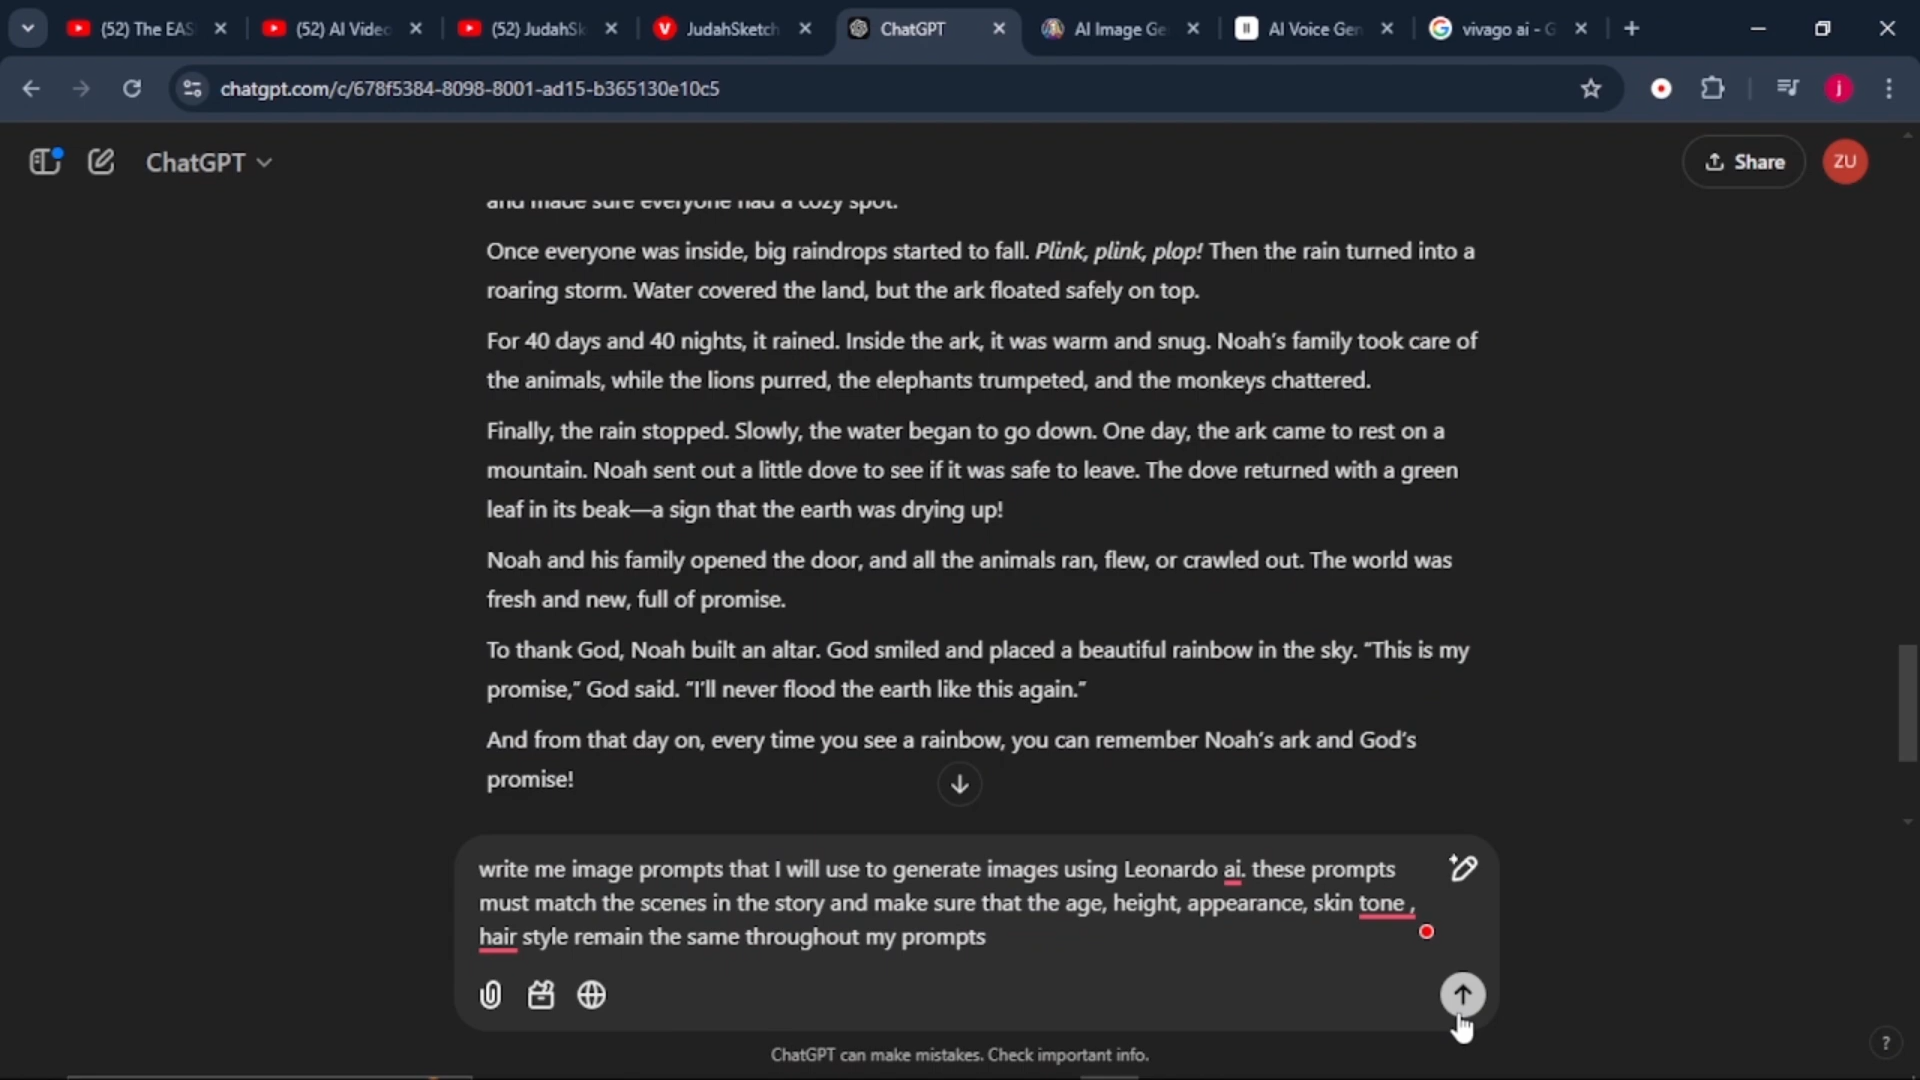 (52) The EAS
(52) AI Video
(52) JudahSk
JudahSketch
ChatGPT
AI Image Ge
AI Voice Gen
vivago ai - G
chatgpt.com/c/678f5384-8098-8001-ad15-b365130e10c5
j
ChatGPT
Share
ZU
and made sure everyone had a cozy spot.
Once everyone was inside, big raindrops started to fall. Plink, plink, plop! Then the rain turned into a
roaring storm. Water covered the land, but the ark floated safely on top.
For 40 days and 40 nights, it rained. Inside the ark, it was warm and snug. Noah’s family took care of
the animals, while the lions purred, the elephants trumpeted, and the monkeys chattered.
Finally, the rain stopped. Slowly, the water began to go down. One day, the ark came to rest on a
mountain. Noah sent out a little dove to see if it was safe to leave. The dove returned with a green
leaf in its beak—a sign that the earth was drying up!
Noah and his family opened the door, and all the animals ran, flew, or crawled out. The world was
fresh and new, full of promise.
To thank God, Noah built an altar. God smiled and placed a beautiful rainbow in the sky. “This is my
promise,” God said. “I’ll never flood the earth like this again.”
And from that day on, every time you see a rainbow, you can remember Noah’s ark and God’s
promise!
write me image prompts that I will use to generate images using Leonardo ai. these prompts
must match the scenes in the story and make sure that the age, height, appearance, skin tone ,
hair style remain the same throughout my prompts
ChatGPT can make mistakes. Check important info.
?